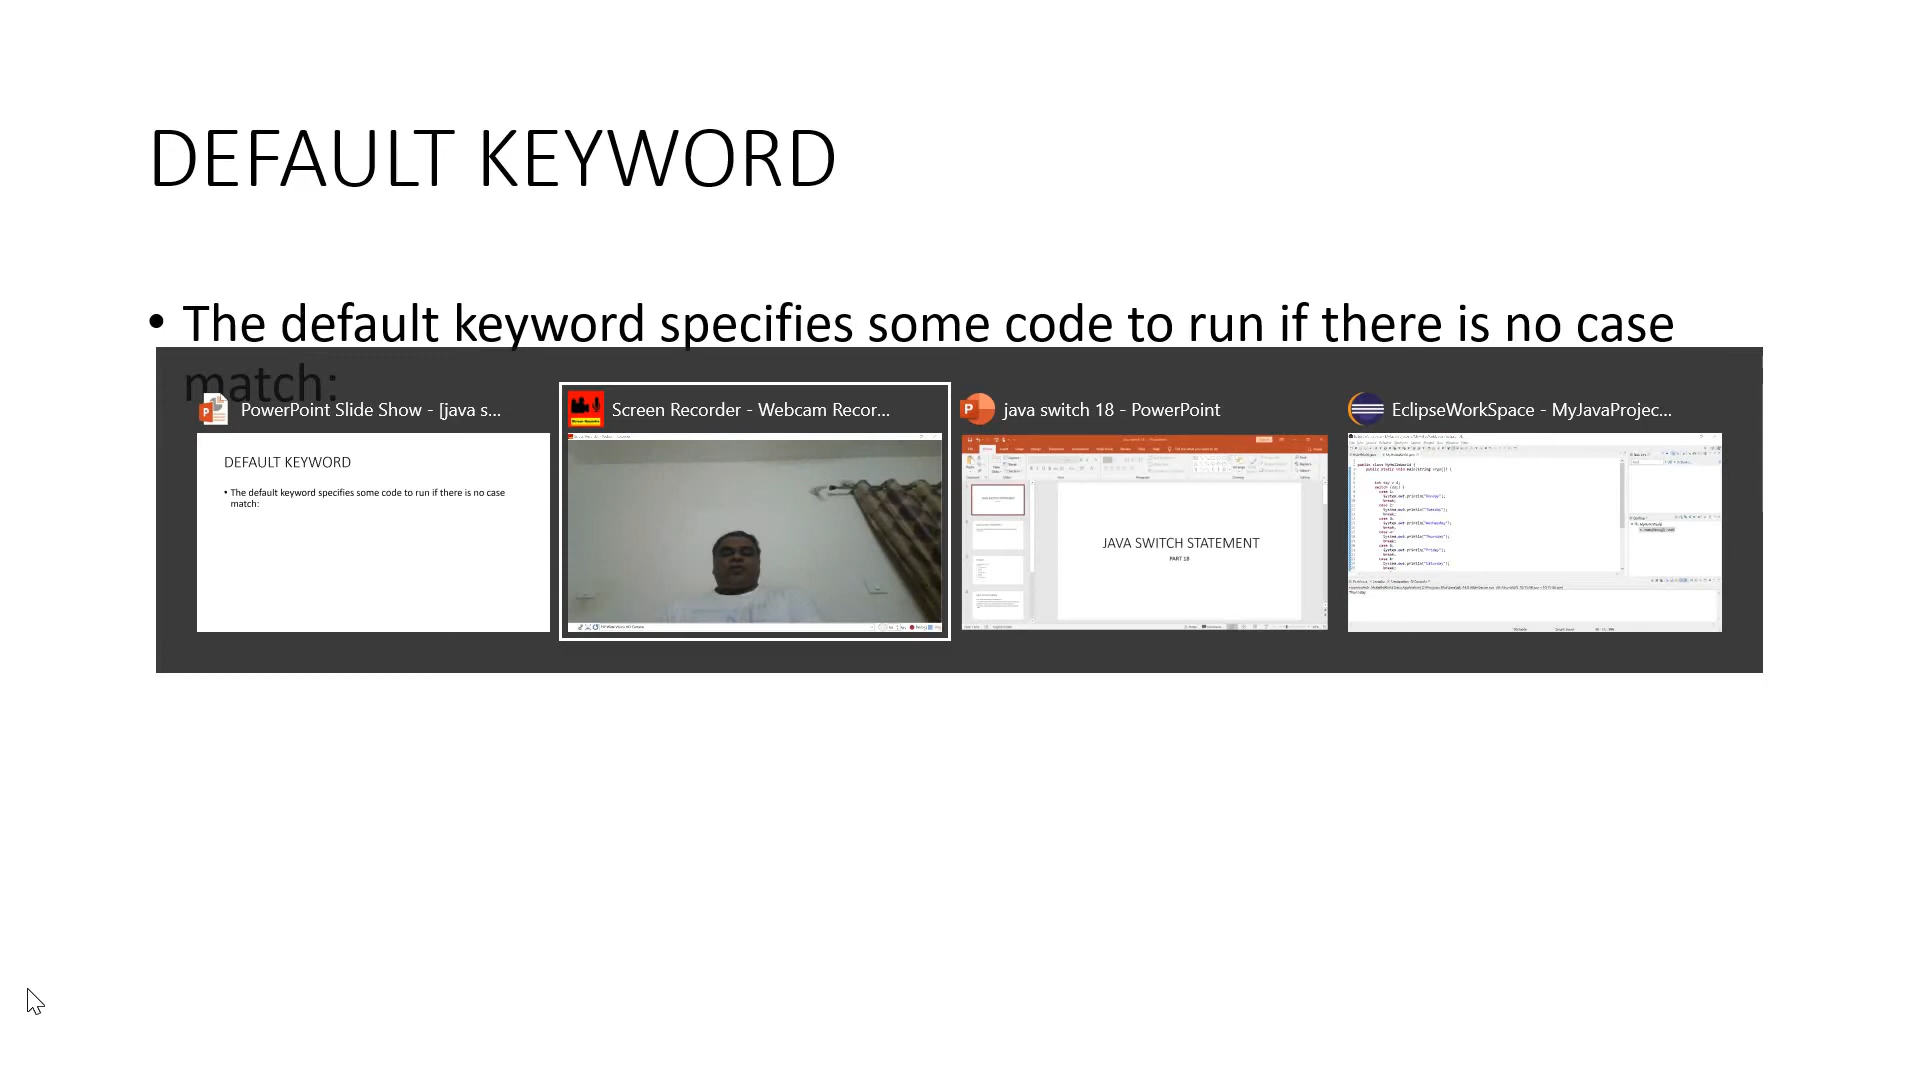 DEFAULT KEYWORD
• The default keyword specifies some code to run if there is no case
match:
PowerPoint Slide Show - [java s...
Screen Recorder - Webcam Recor...
java switch 18 - PowerPoint
EclipseWorkSpace - MyJavaProjec...
DEFAULT KEYWORD
• The default keyword specifies some code to run if there is no case
match:
JAVA SWITCH STATEMENT
PART 18